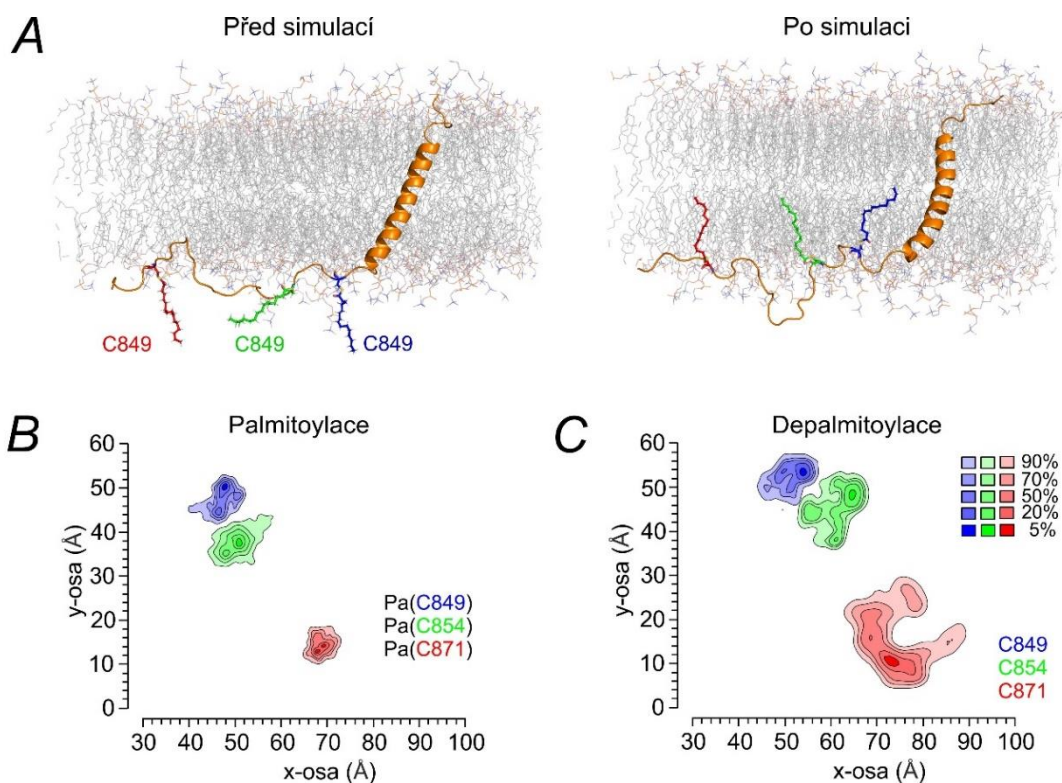 A
Před simulací
Po simulaci
C849
C849
C849
B
Palmitoylace
C
Depalmitoylace
60
50
40
30
20
10
0
y-osa (Å)
Pa(C849)
Pa(C854)
Pa(C871)
30 40 50 60 70 80 90 100
x-osa (Å)
60
50
40
30
20
10
0
y-osa (Å)
90%
70%
50%
20%
5%
C849
C854
C871
30 40 50 60 70 80 90 100
x-osa (Å)